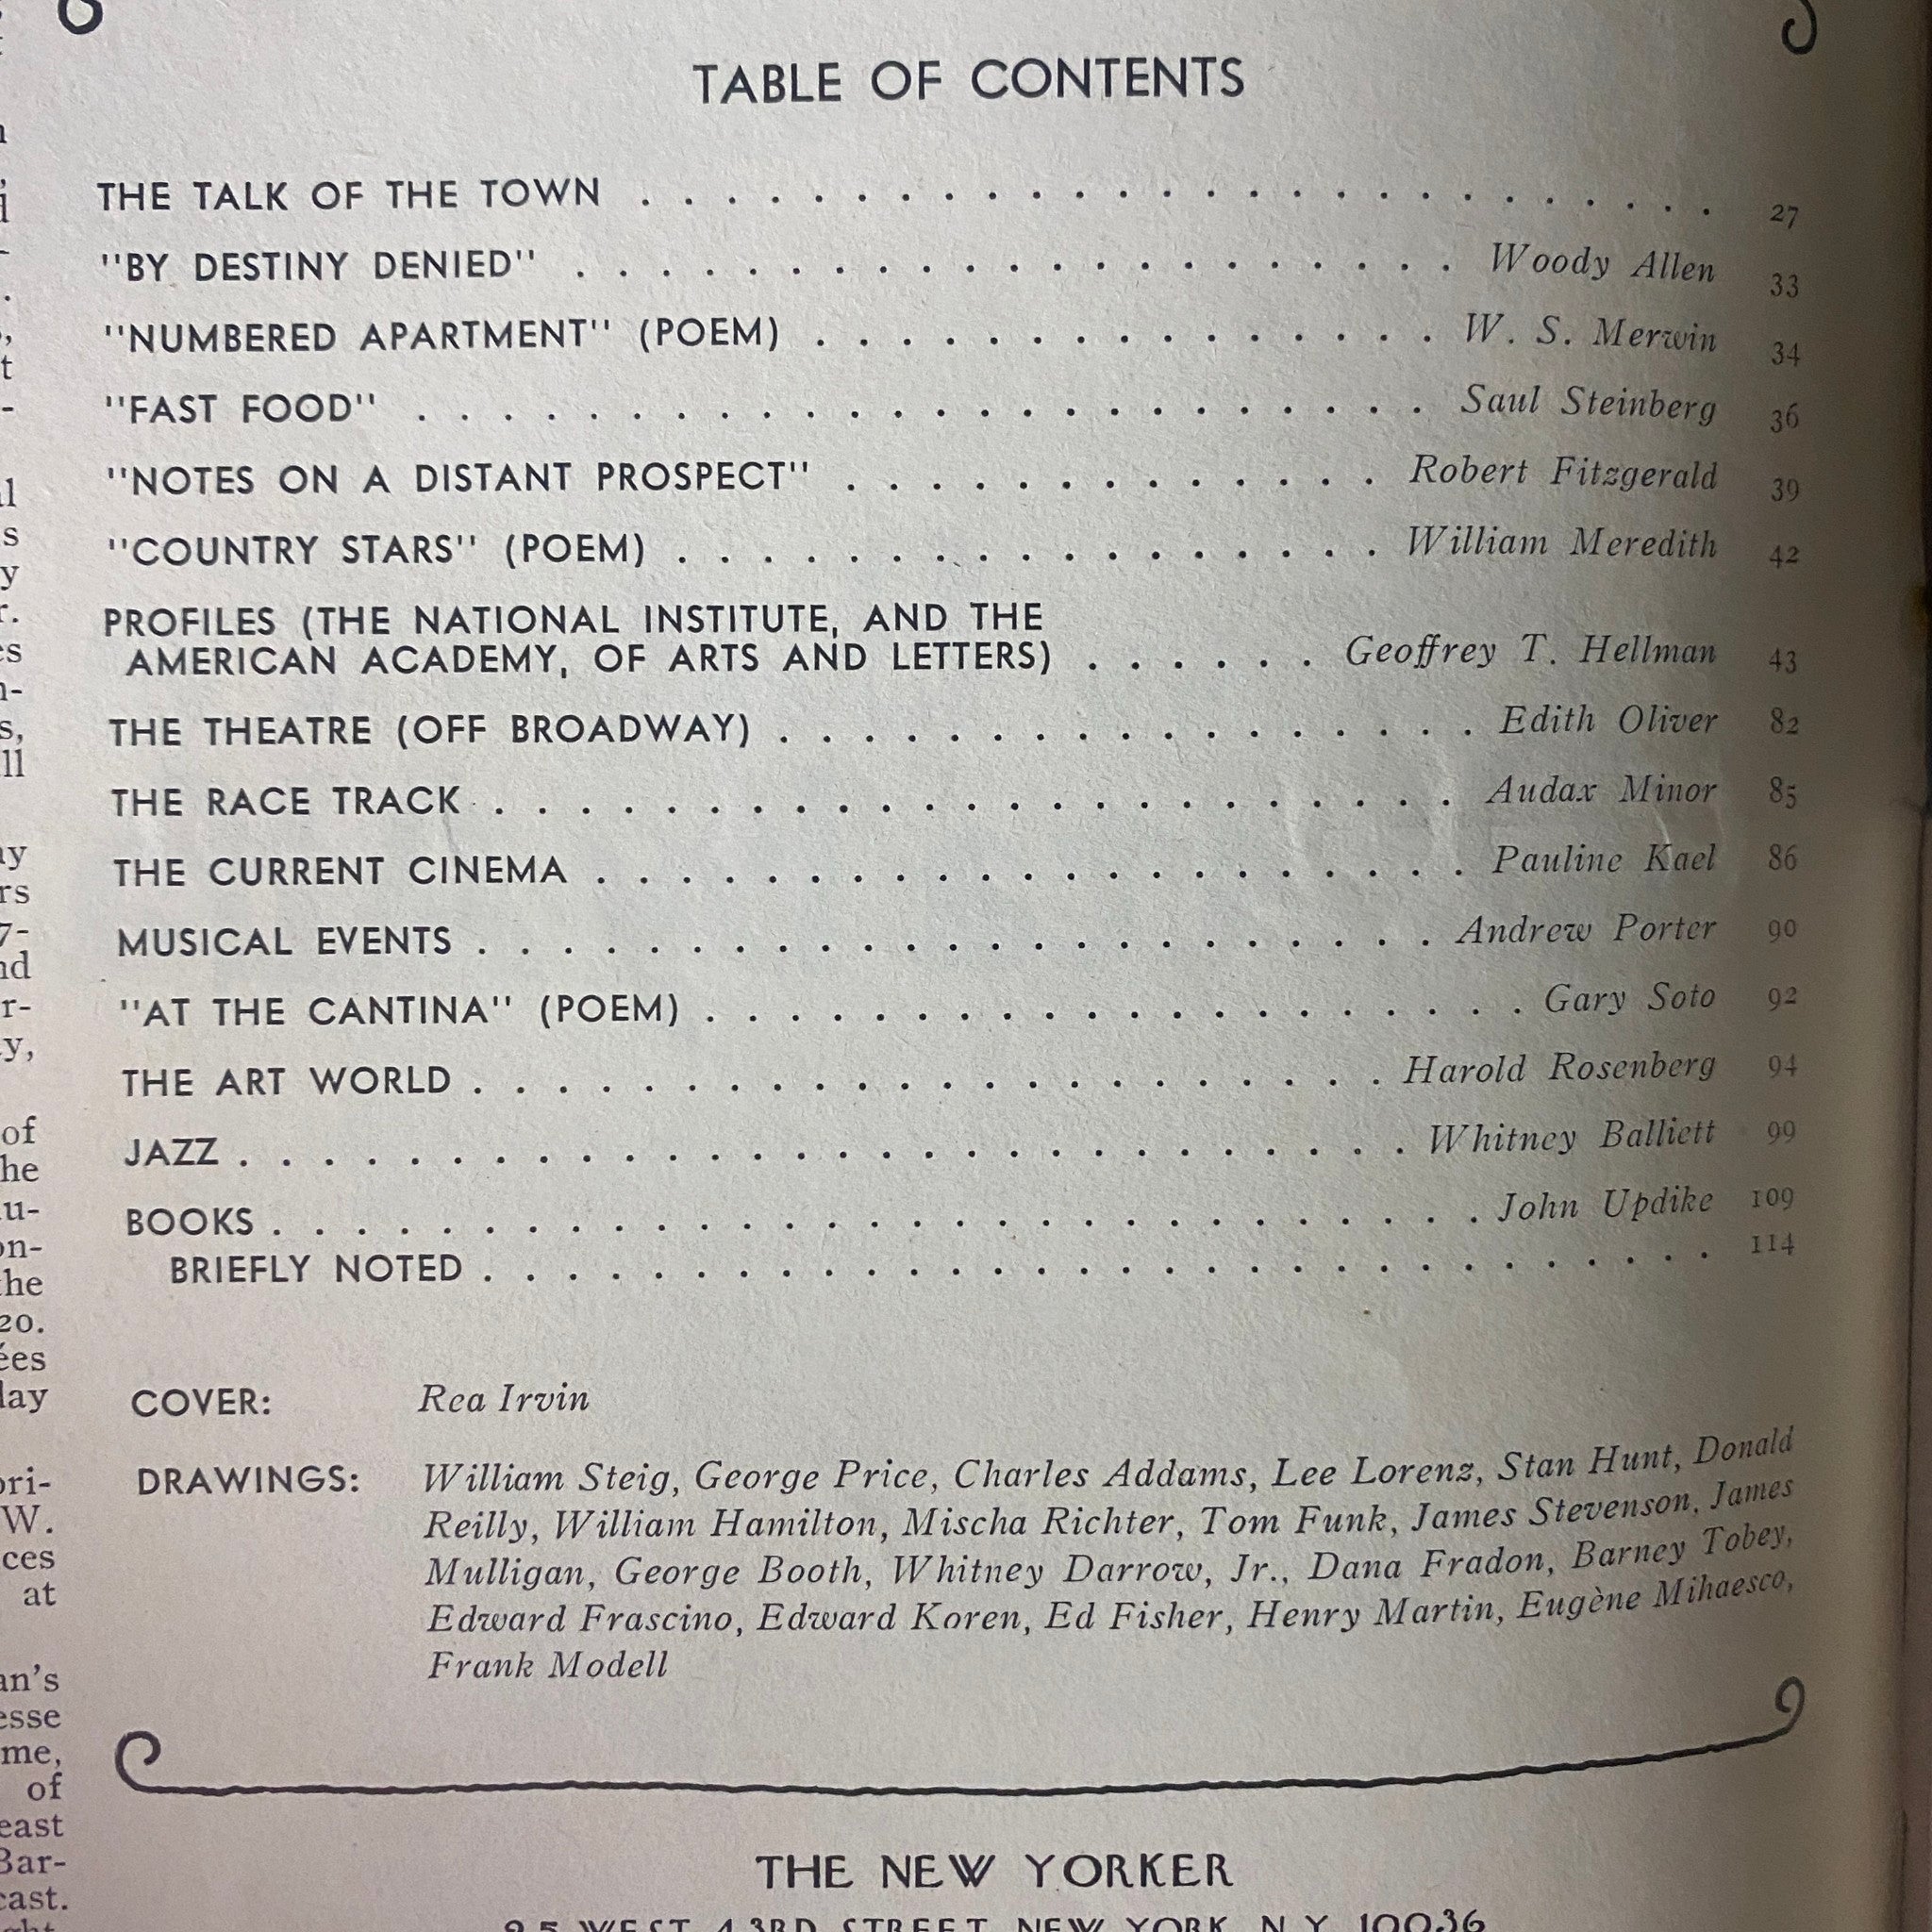 TABLE OF CONTENTS
THE TALK OF THE TOWN . . . . . . . . . . . . . . . . . . . . . . . . . 27
"BY DESTINY DENIED" . . . . . . . . . . . . . . . . . . . . . Woody Allen 33
"NUMBERED APARTMENT" (POEM) . . . . . . . . . . . . . . . W. S. Merwin 34
"FAST FOOD" . . . . . . . . . . . . . . . . . . . . . . . . Saul Steinberg 36
"NOTES ON A DISTANT PROSPECT" . . . . . . . . . . . . . Robert Fitzgerald 39
"COUNTRY STARS" (POEM) . . . . . . . . . . . . . . . . . William Meredith 42
PROFILES (THE NATIONAL INSTITUTE, AND THE
AMERICAN ACADEMY, OF ARTS AND LETTERS) . . . . . . Geoffrey T. Hellman 43
THE THEATRE (OFF BROADWAY) . . . . . . . . . . . . . . . . . Edith Oliver 82
THE RACE TRACK . . . . . . . . . . . . . . . . . . . . . . . Audax Minor 85
THE CURRENT CINEMA . . . . . . . . . . . . . . . . . . . . . Pauline Kael 86
MUSICAL EVENTS . . . . . . . . . . . . . . . . . . . . . . . Andrew Porter 90
"AT THE CANTINA" (POEM) . . . . . . . . . . . . . . . . . . . . Gary Soto 92
THE ART WORLD . . . . . . . . . . . . . . . . . . . . . . Harold Rosenberg 94
JAZZ . . . . . . . . . . . . . . . . . . . . . . . . . . . . Whitney Balliett 99
BOOKS . . . . . . . . . . . . . . . . . . . . . . . . . . . . . John Updike 109
BRIEFLY NOTED . . . . . . . . . . . . . . . . . . . . . . . . . . . . . 114
COVER: Rea Irvin
DRAWINGS: William Steig, George Price, Charles Addams, Lee Lorenz, Stan Hunt, Donald
Reilly, William Hamilton, Mischa Richter, Tom Funk, James Stevenson, James
Mulligan, George Booth, Whitney Darrow, Jr., Dana Fradon, Barney Tobey,
Edward Frascino, Edward Koren, Ed Fisher, Henry Martin, Eugène Mihaesco,
Frank Modell
THE NEW YORKER
25 WEST 43RD STREET, NEW YORK, N.Y. 10036